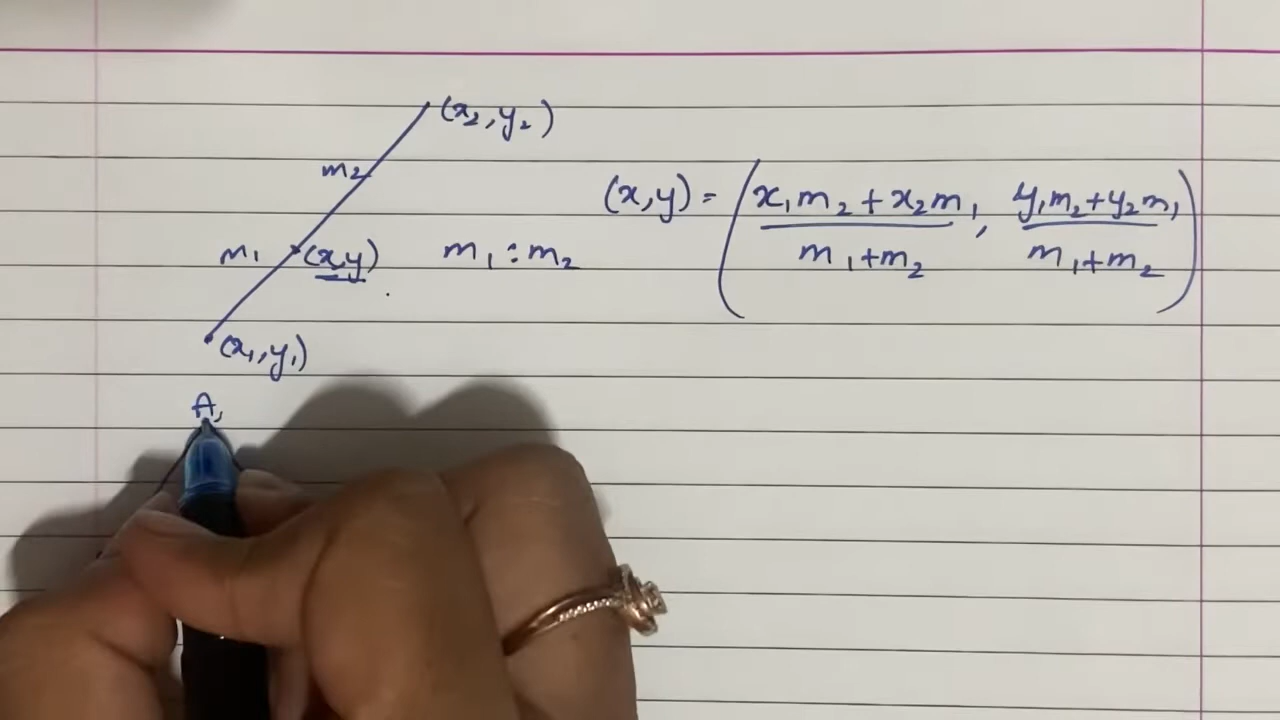 (x₂, y₂)
m₂
(x, y) = ( x₁m₂ + x₂m₁ / m₁+m₂ , y₁m₂+y₂m₁ / m₁+m₂ )
m₁ (x,y) m₁ : m₂
(x₁, y₁)
A,